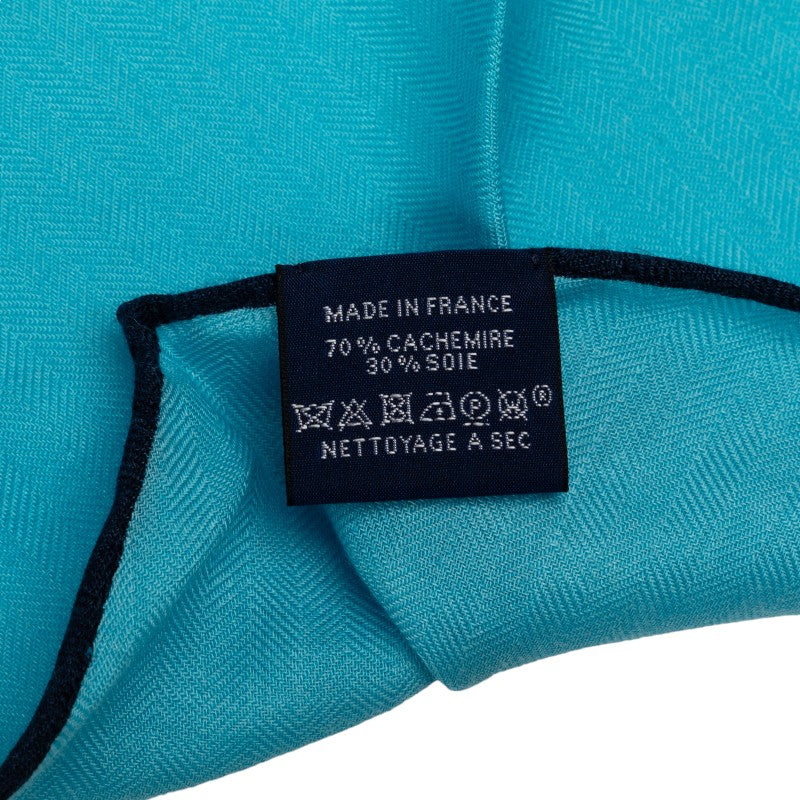 MADE IN FRANCE
70 % CACHEMIRE
30 % SOIE
P W ®
NETTOYAGE A SEC